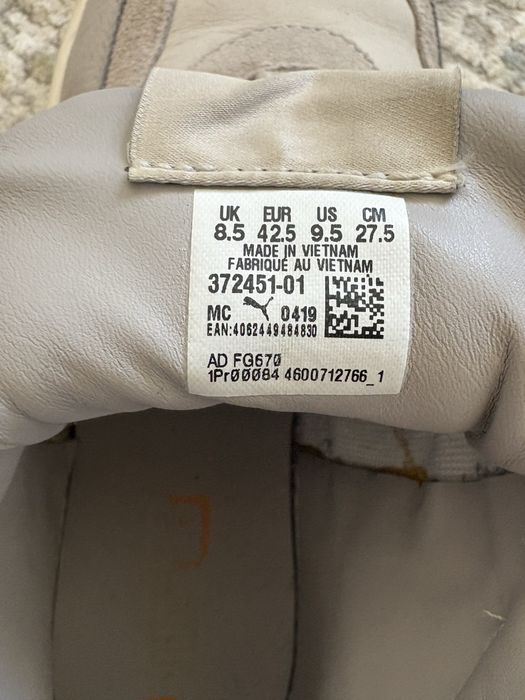 UK EUR US CM
8.5 42.5 9.5 27.5
MADE IN VIETNAM
FABRIQUÉ AU VIETNAM
372451-01
MC 0419
EAN:4062449484830
AD FG670
1Pr00084 4600712766_1